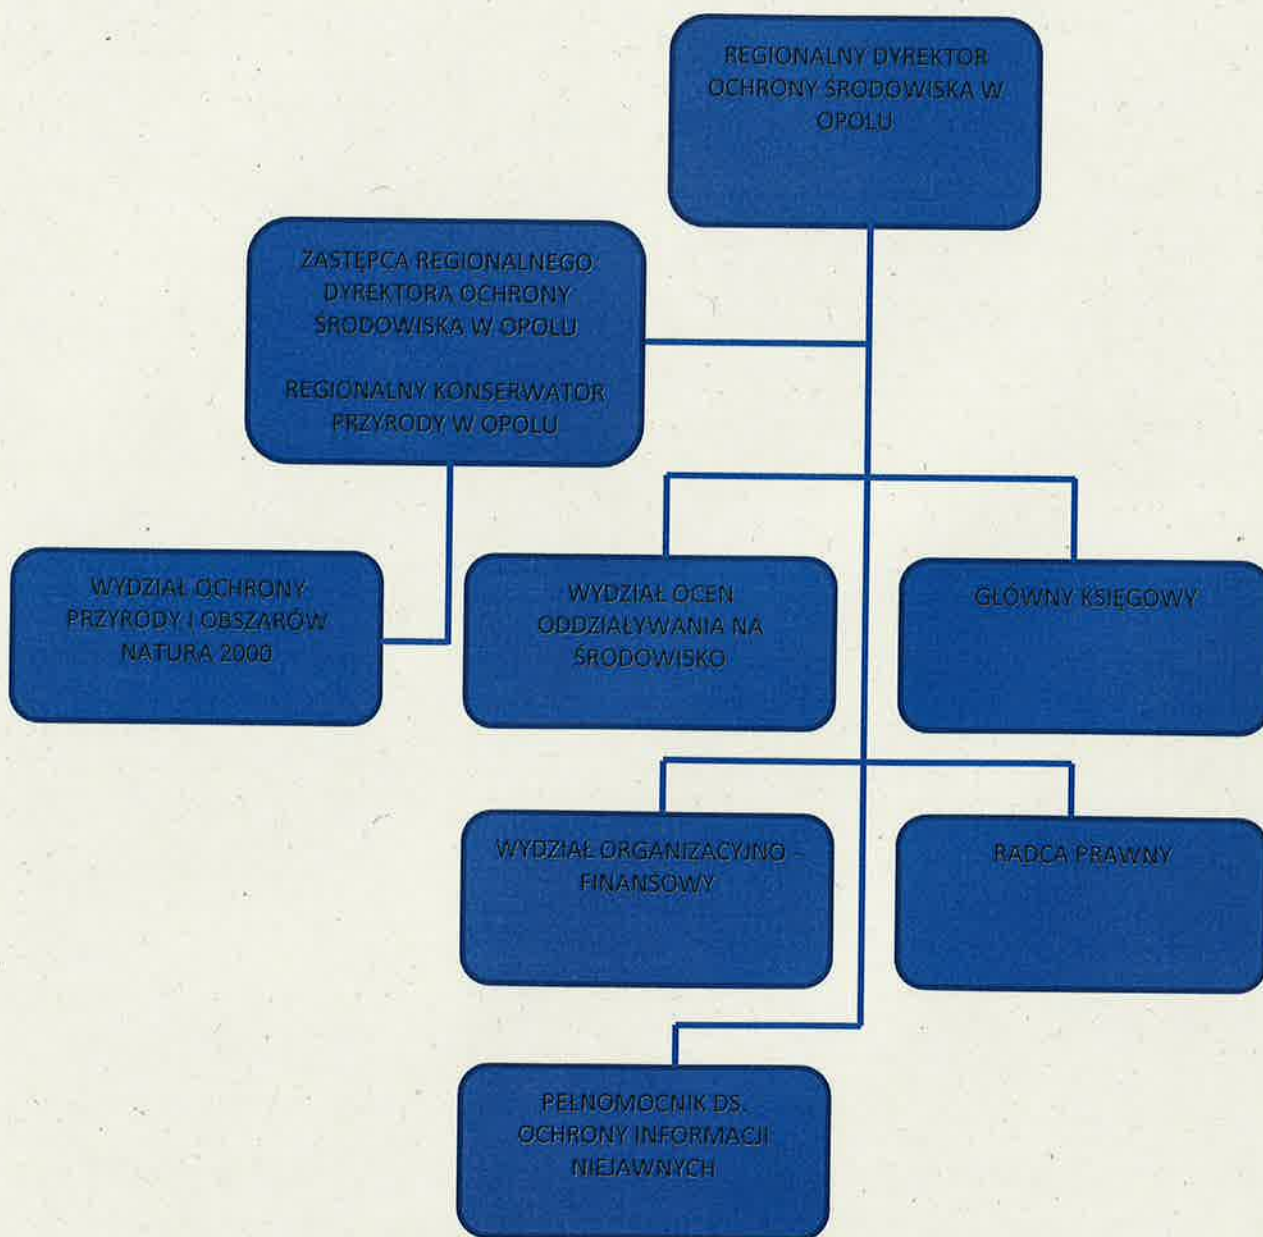 REGIONALNY DYREKTOR
OCHRONY ŚRODOWISKA W
OPOLU
ZASTĘPCA REGIONALNEGO
DYREKTORA OCHRONY
ŚRODOWISKA W OPOLU
REGIONALNY KONSERWATOR
PRZYRODY W OPOLU
WYDZIAŁ OCHRONY
PRZYRODY I OBSZARÓW
NATURA 2000
WYDZIAŁ OCEN
ODDZIAŁYWANIA NA
ŚRODOWISKO
GŁÓWNY KSIĘGOWY
WYDZIAŁ ORGANIZACYJNO -
FINANSOWY
RADCA PRAWNY
PEŁNOMOCNIK DS.
OCHRONY INFORMACJI
NIEJAWNYCH